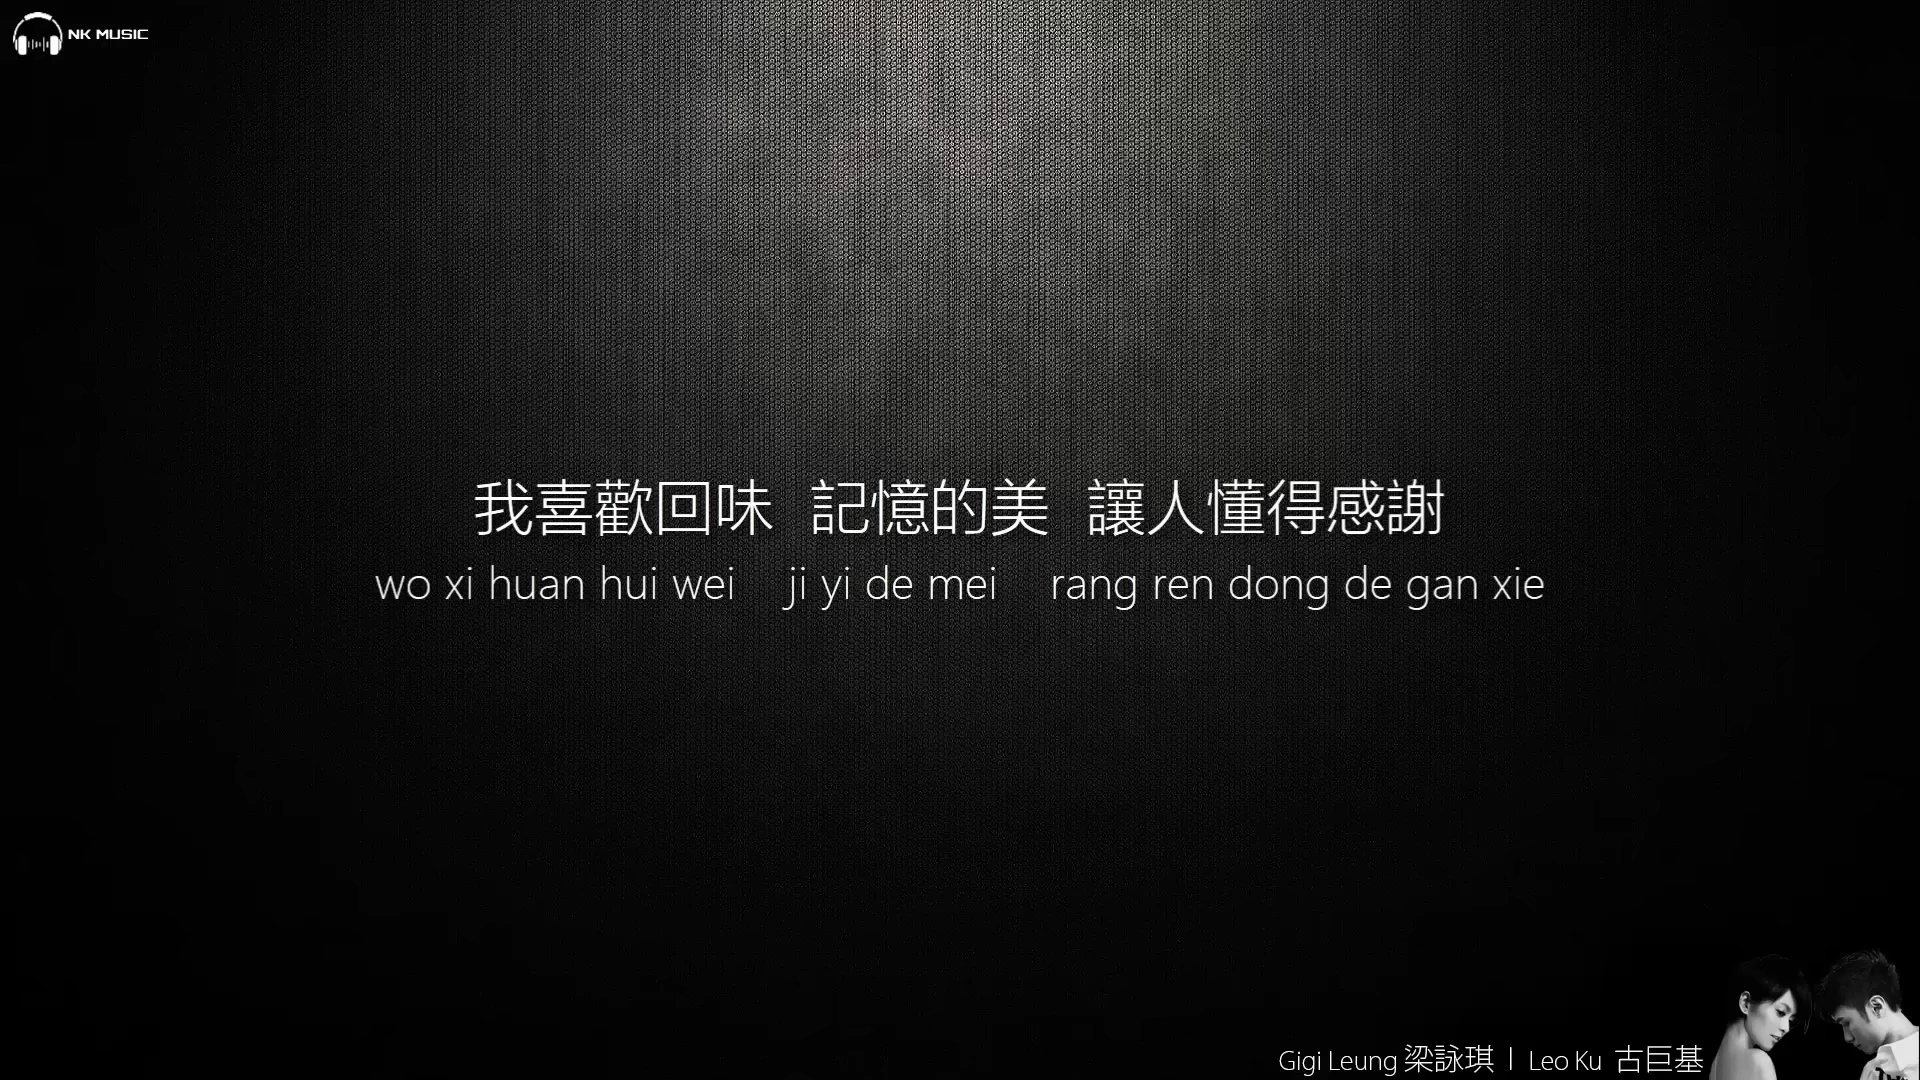 NK MUSIC
我喜歡回味 記憶的美 讓人懂得感謝
wo xi huan hui wei ji yi de mei rang ren dong de gan xie
Gigi Leung 梁詠琪 | Leo Ku 古巨基